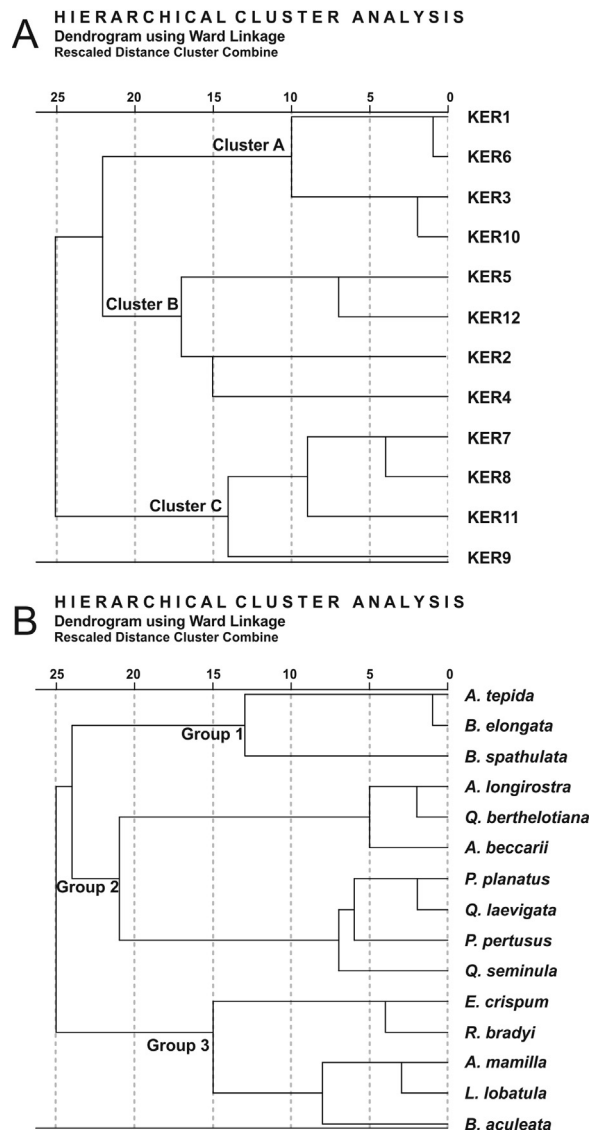 A
HIERARCHICAL CLUSTER ANALYSIS
Dendrogram using Ward Linkage
Rescaled Distance Cluster Combine
25 20 15 10 5 0
KER1
Cluster A
KER6
KER3
KER10
KER5
Cluster B
KER12
KER2
KER4
KER7
KER8
Cluster C
KER11
KER9
B
HIERARCHICAL CLUSTER ANALYSIS
Dendrogram using Ward Linkage
Rescaled Distance Cluster Combine
25 20 15 10 5 0
A. tepida
B. elongata
Group 1
B. spathulata
A. longirostra
Q. berthelotiana
A. beccarii
P. planatus
Group 2
Q. laevigata
P. pertusus
Q. seminula
E. crispum
R. bradyi
Group 3
A. mamilla
L. lobatula
B. aculeata